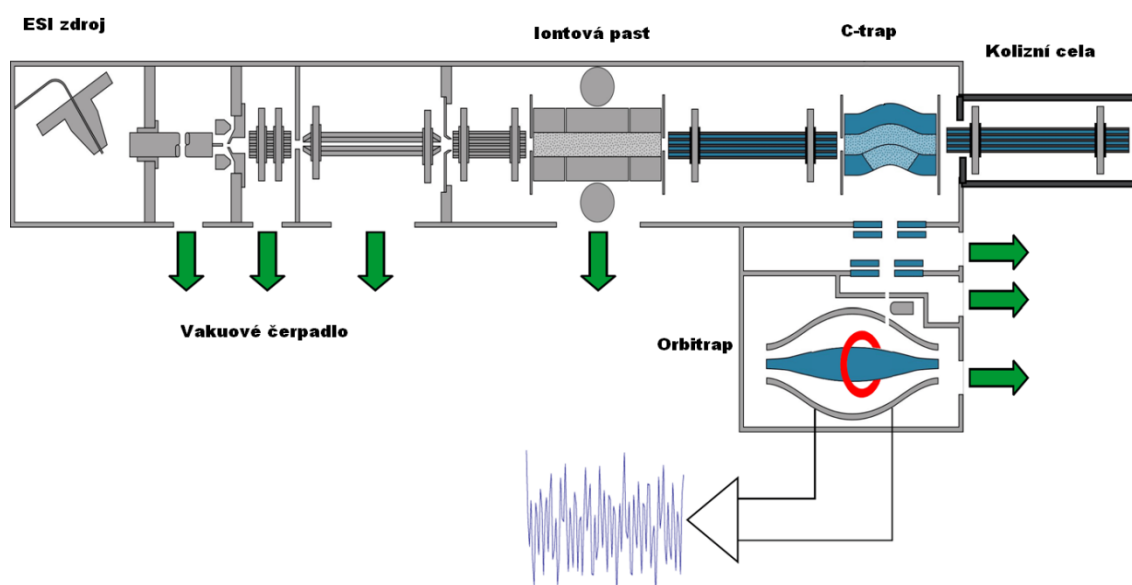 ESI zdroj
Iontová past
C-trap
Kolizní cela
Vakuové čerpadlo
Orbitrap